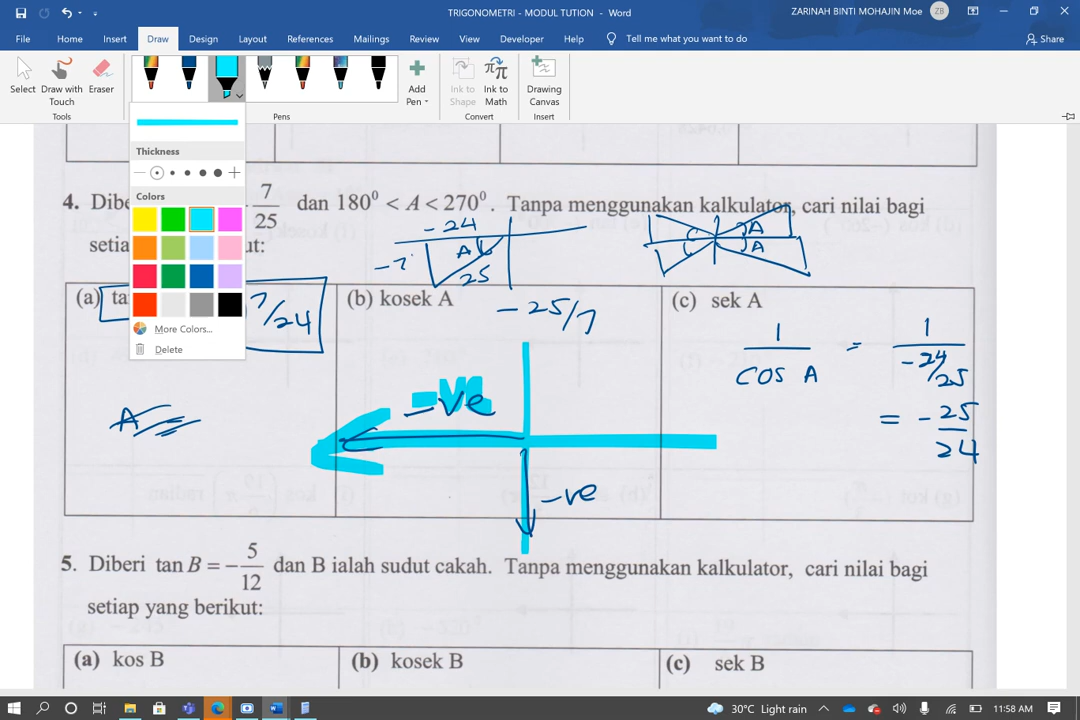 TRIGONOMETRI - MODUL TUTION - Word
ZARINAH BINTI MOHAJIN Moe
ZB
File Home Insert Draw Design Layout References Mailings Review View Developer Help Tell me what you want to do
Share
Select
Draw with Touch
Eraser
Add Pen
Ink to Shape
Ink to Math
Drawing Canvas
Tools
Pens
Convert
Insert
Thickness
Colors
More Colors...
Delete
4. Dibe 7/25 dan 180⁰ < A < 270⁰. Tanpa menggunakan kalkulator, cari nilai bagi
setia ut:
-24
-7
A
25
A
A
(a) ta
7/24
(b) kosek A
- 25/7
(c) sek A
1/COS A = 1/(-24/25)
= - 25/24
A
-ve
-ve
5. Diberi tan B = -5/12 dan B ialah sudut cakah. Tanpa menggunakan kalkulator, cari nilai bagi
setiap yang berikut:
(a) kos B
(b) kosek B
(c) sek B
30°C Light rain
11:58 AM